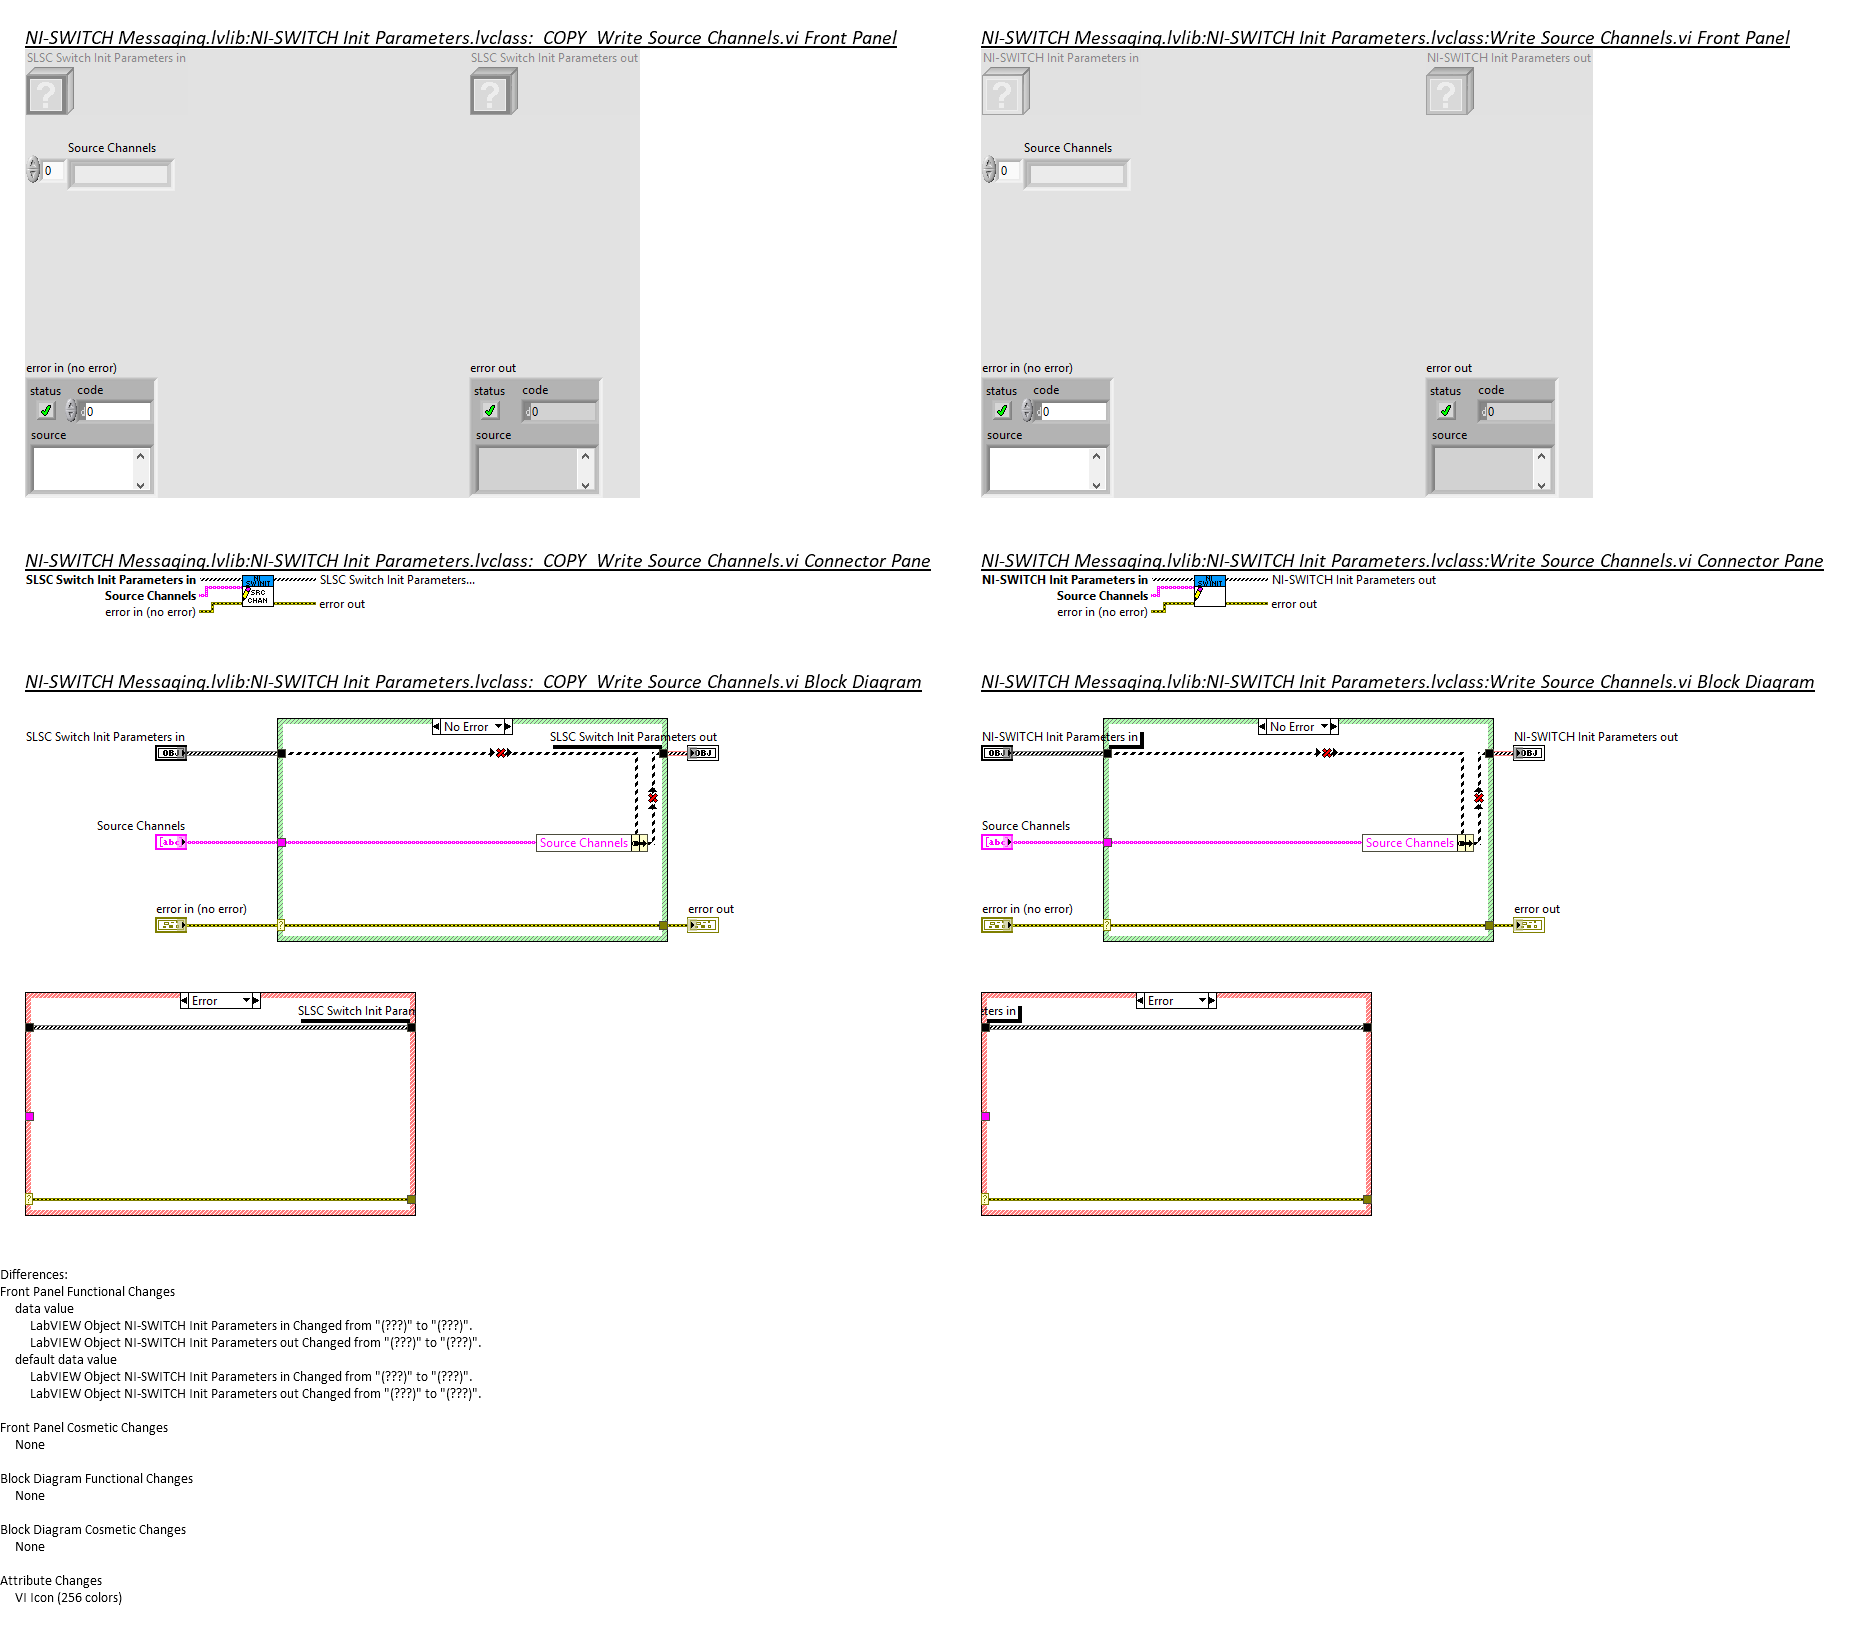 NI-SWITCH Messaging.lvlib:NI-SWITCH Init Parameters.lvclass:_COPY_Write Source Channels.vi Front Panel
SLSC Switch Init Parameters in
SLSC Switch Init Parameters out
Source Channels
0
error in (no error)
status code
0
source
error out
status code
0
source
NI-SWITCH Messaging.lvlib:NI-SWITCH Init Parameters.lvclass:Write Source Channels.vi Front Panel
NI-SWITCH Init Parameters in
NI-SWITCH Init Parameters out
Source Channels
0
error in (no error)
status code
0
source
error out
status code
0
source
NI-SWITCH Messaging.lvlib:NI-SWITCH Init Parameters.lvclass:_COPY_Write Source Channels.vi Connector Pane
SLSC Switch Init Parameters in
Source Channels
error in (no error)
NI
SWINIT
SRC
CHAN
SLSC Switch Init Parameters...
error out
NI-SWITCH Messaging.lvlib:NI-SWITCH Init Parameters.lvclass:Write Source Channels.vi Connector Pane
NI-SWITCH Init Parameters in
Source Channels
error in (no error)
NI
SWINIT
NI-SWITCH Init Parameters out
error out
NI-SWITCH Messaging.lvlib:NI-SWITCH Init Parameters.lvclass:_COPY_Write Source Channels.vi Block Diagram
No Error
SLSC Switch Init Parameters in
OBJ
SLSC Switch Init Parameters out
OBJ
Source Channels
[abc]
Source Channels
error in (no error)
?
error out
NI-SWITCH Messaging.lvlib:NI-SWITCH Init Parameters.lvclass:Write Source Channels.vi Block Diagram
No Error
NI-SWITCH Init Parameters in
OBJ
NI-SWITCH Init Parameters out
OBJ
Source Channels
[abc]
Source Channels
error in (no error)
?
error out
Error
SLSC Switch Init Paran
?
Error
ters in
?
Differences:
Front Panel Functional Changes
data value
LabVIEW Object NI-SWITCH Init Parameters in Changed from "(???)" to "(???)".
LabVIEW Object NI-SWITCH Init Parameters out Changed from "(???)" to "(???)".
default data value
LabVIEW Object NI-SWITCH Init Parameters in Changed from "(???)" to "(???)".
LabVIEW Object NI-SWITCH Init Parameters out Changed from "(???)" to "(???)".
Front Panel Cosmetic Changes
None
Block Diagram Functional Changes
None
Block Diagram Cosmetic Changes
None
Attribute Changes
VI Icon (256 colors)